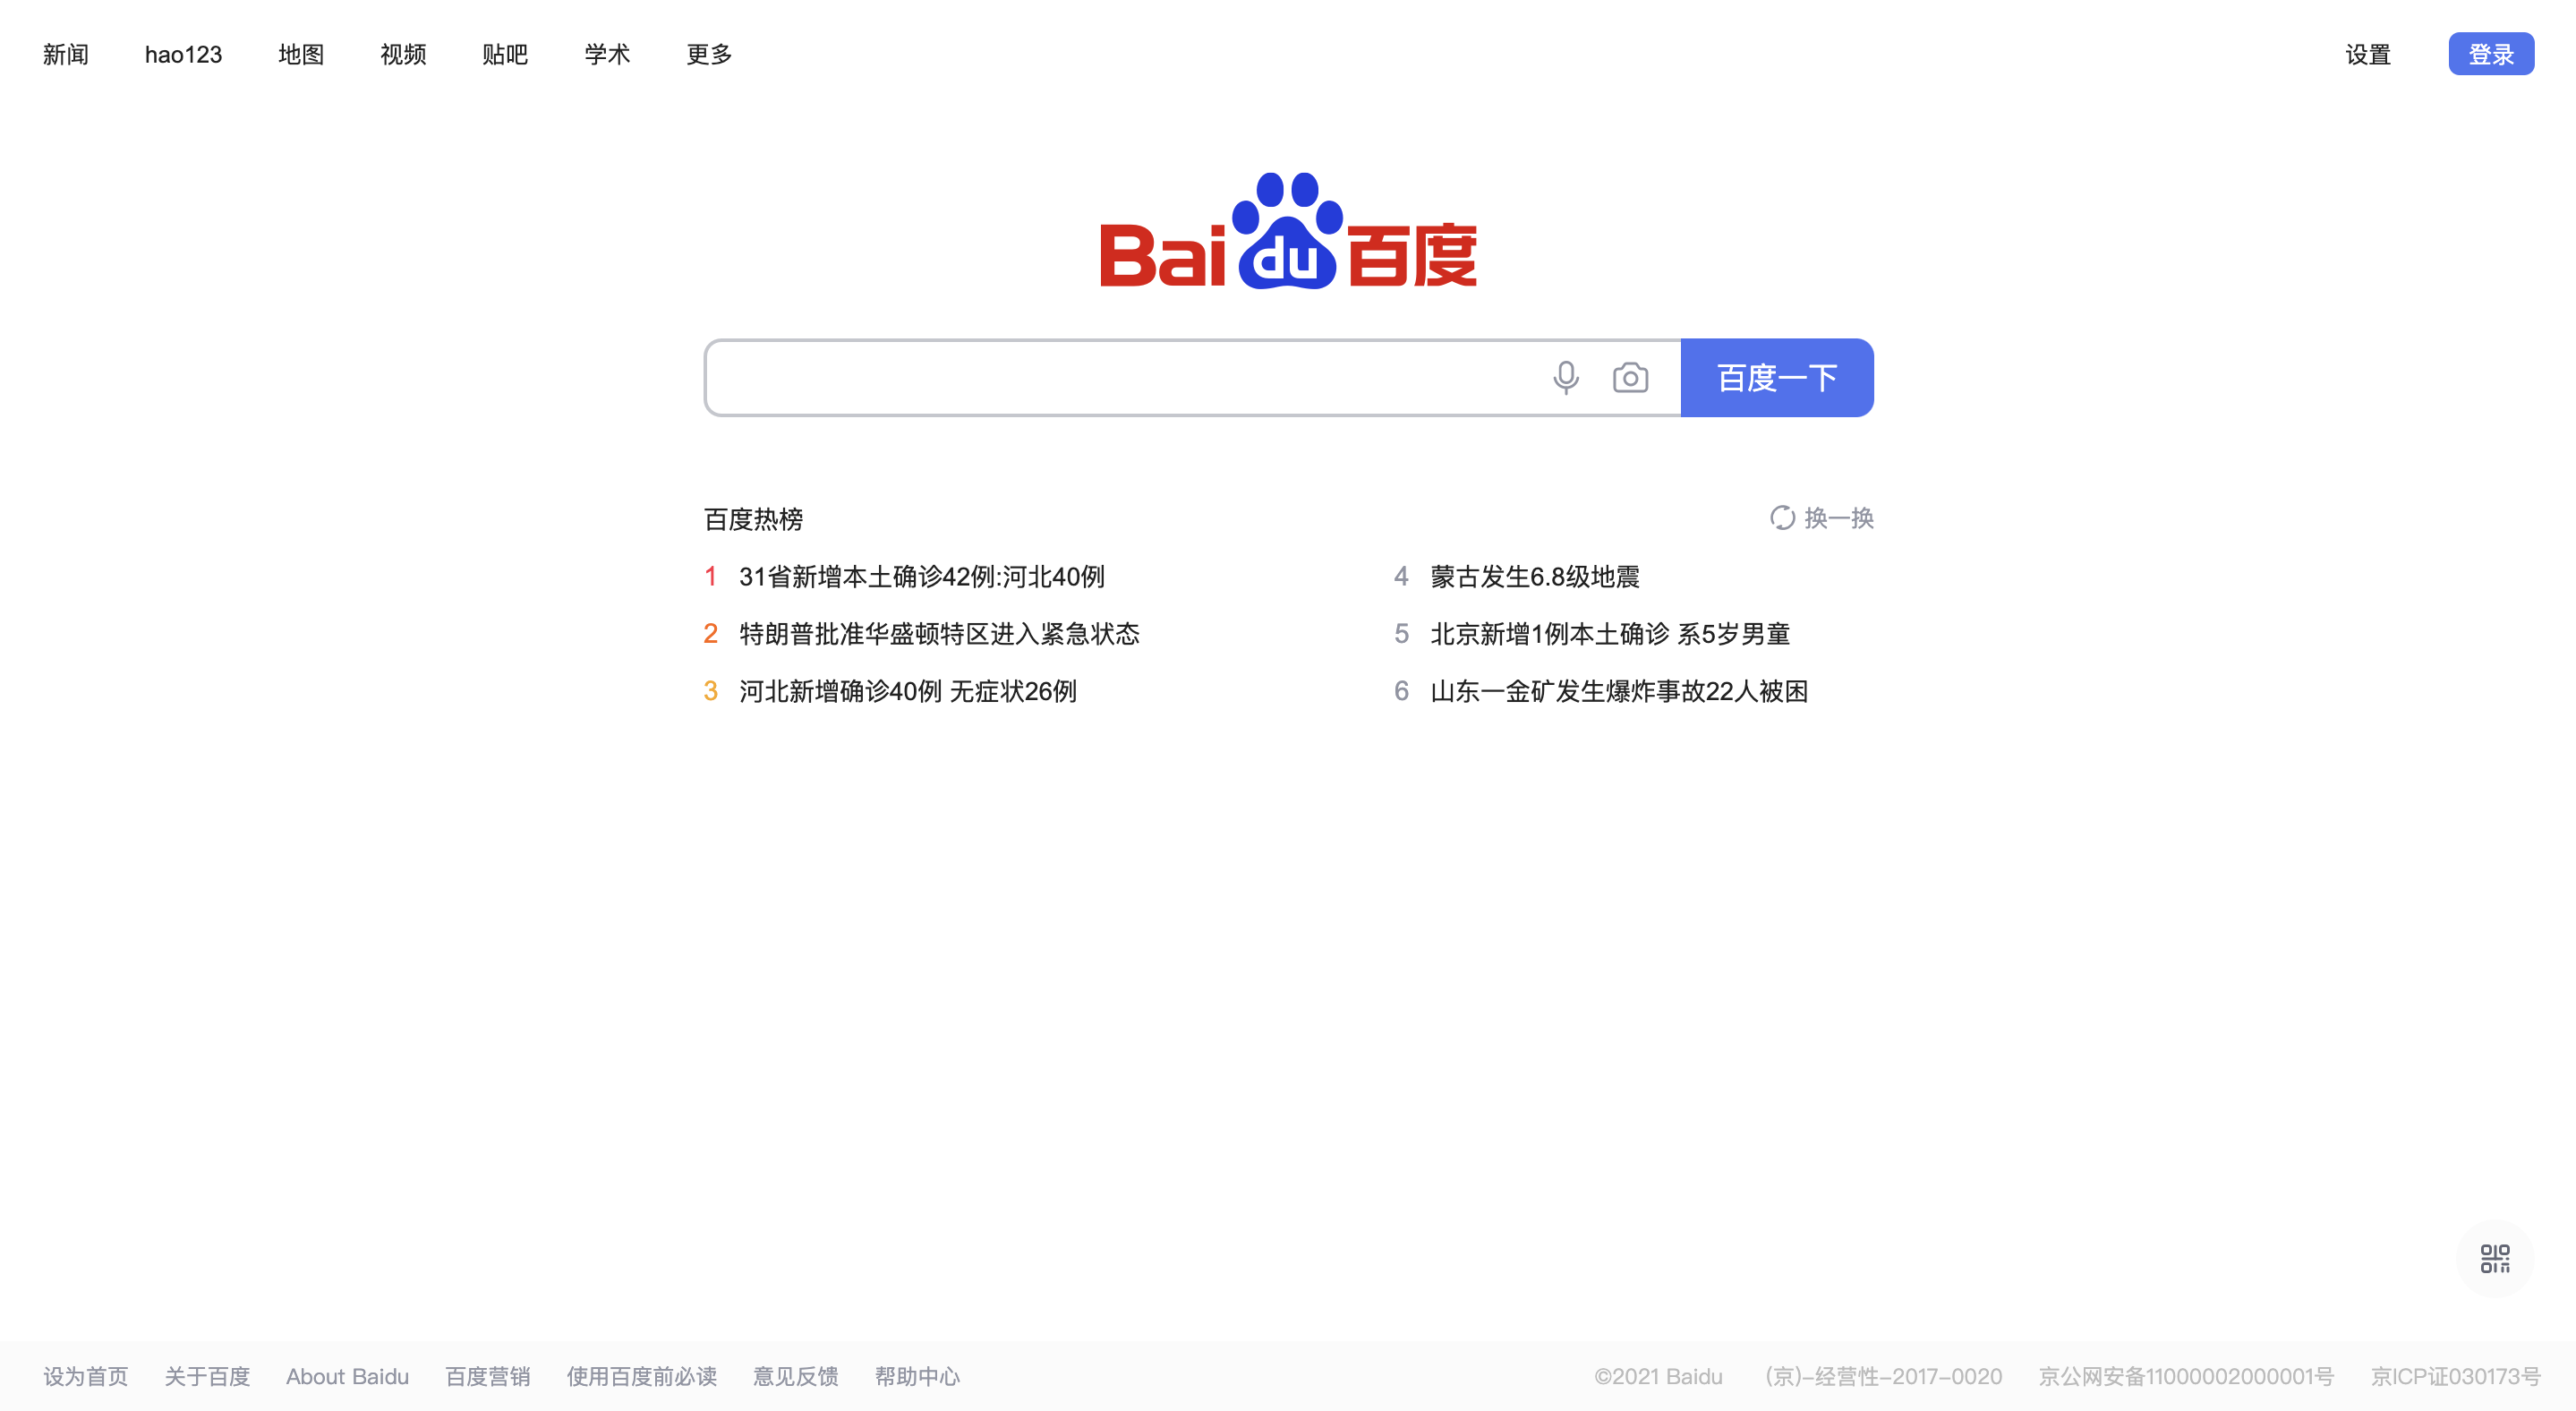 新闻 hao123 地图 视频 贴吧 学术 更多 设置 登录
Bai du 百度
百度一下
百度热榜 换一换
1 31省新增本土确诊42例:河北40例
2 特朗普批准华盛顿特区进入紧急状态
3 河北新增确诊40例 无症状26例
4 蒙古发生6.8级地震
5 北京新增1例本土确诊 系5岁男童
6 山东一金矿发生爆炸事故22人被困
设为首页 关于百度 About Baidu 百度营销 使用百度前必读 意见反馈 帮助中心 ©2021 Baidu (京)-经营性-2017-0020 京公网安备11000002000001号 京ICP证030173号